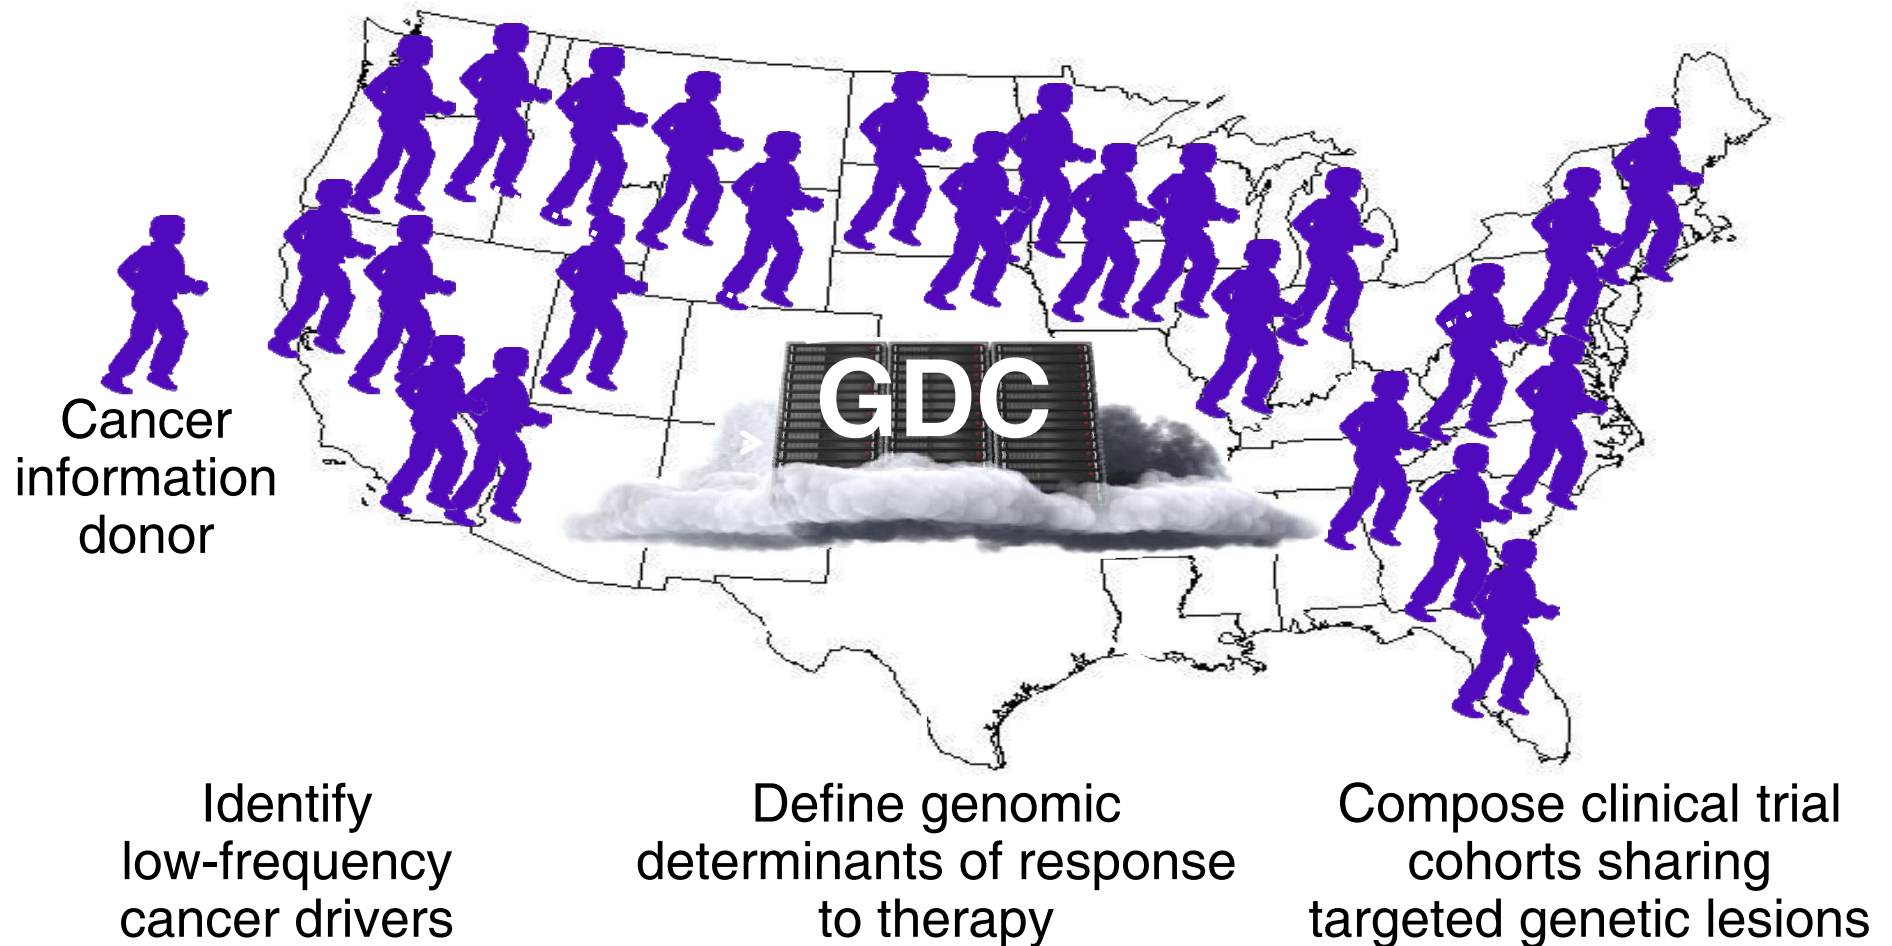 GDC
Cancer
information
donor
Identify
low-frequency
cancer drivers
Define genomic
determinants of response
to therapy
Compose clinical trial
cohorts sharing
targeted genetic lesions